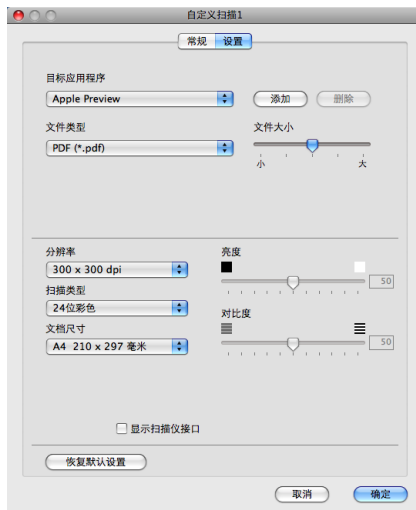 自定义扫描1
常规 设置
目标应用程序
Apple Preview 添加 删除
文件类型 文件大小
PDF (*.pdf)
小 大
分辨率 亮度
300 x 300 dpi
50
扫描类型
24位彩色 对比度
文档尺寸
A4 210 x 297 毫米 50
显示扫描仪接口
恢复默认设置
取消 确定